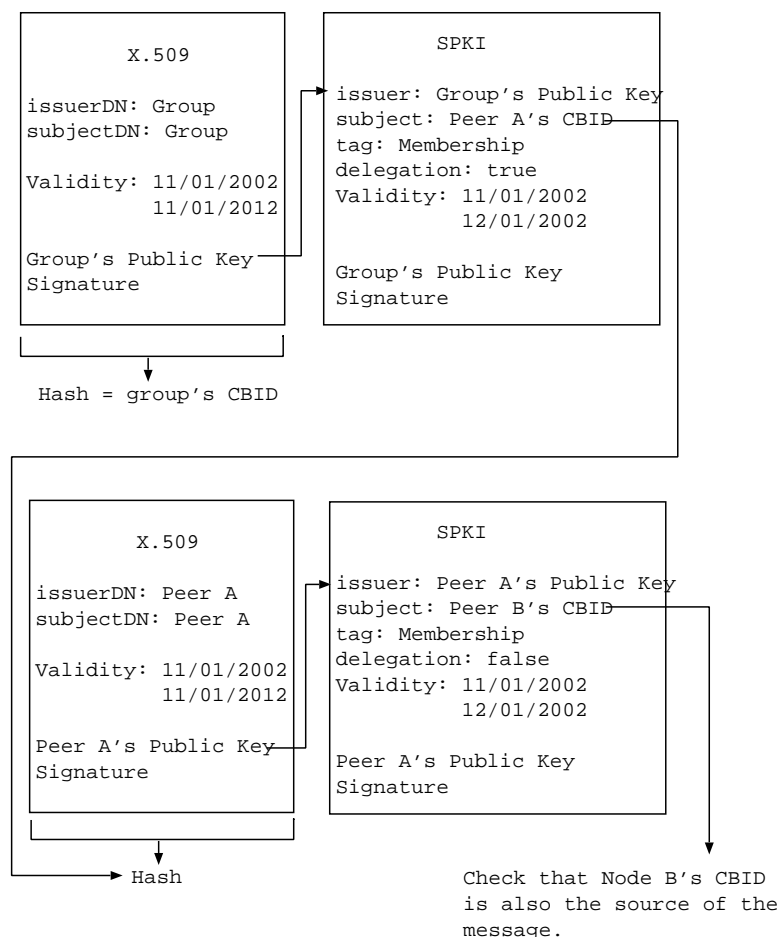 X.509
issuerDN: Group
subjectDN: Group
Validity: 11/01/2002
11/01/2012
Group's Public Key
Signature
Hash = group's CBID
SPKI
issuer: Group's Public Key
subject: Peer A's CBID
tag: Membership
delegation: true
Validity: 11/01/2002
12/01/2002
Group's Public Key
Signature
X.509
issuerDN: Peer A
subjectDN: Peer A
Validity: 11/01/2002
11/01/2012
Peer A's Public Key
Signature
Hash
SPKI
issuer: Peer A's Public Key
subject: Peer B's CBID
tag: Membership
delegation: false
Validity: 11/01/2002
12/01/2002
Peer A's Public Key
Signature
Check that Node B's CBID
is also the source of the
message.